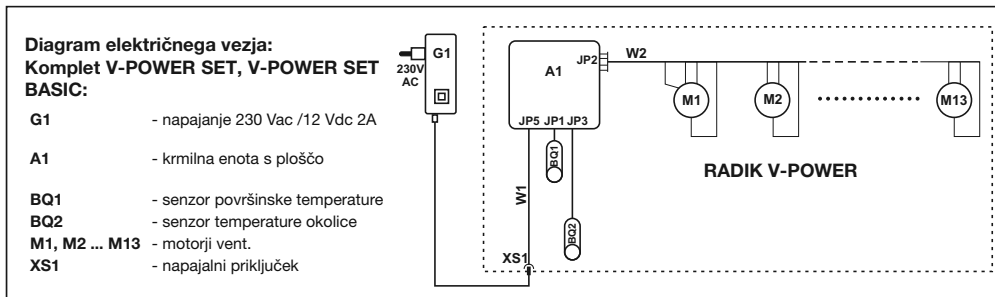 Diagram električnega vezja:
Komplet V-POWER SET, V-POWER SET
BASIC:
G1 - napajanje 230 Vac /12 Vdc 2A
A1 - krmilna enota s ploščo
BQ1 - senzor površinske temperature
BQ2 - senzor temperature okolice
M1, M2 ... M13 - motorji vent.
XS1 - napajalni priključek
G1
230V
AC
A1
JP2
W2
JP5 JP1 JP3
M1
M2
M13
BQ1
W1
BQ2
XS1
RADIK V-POWER